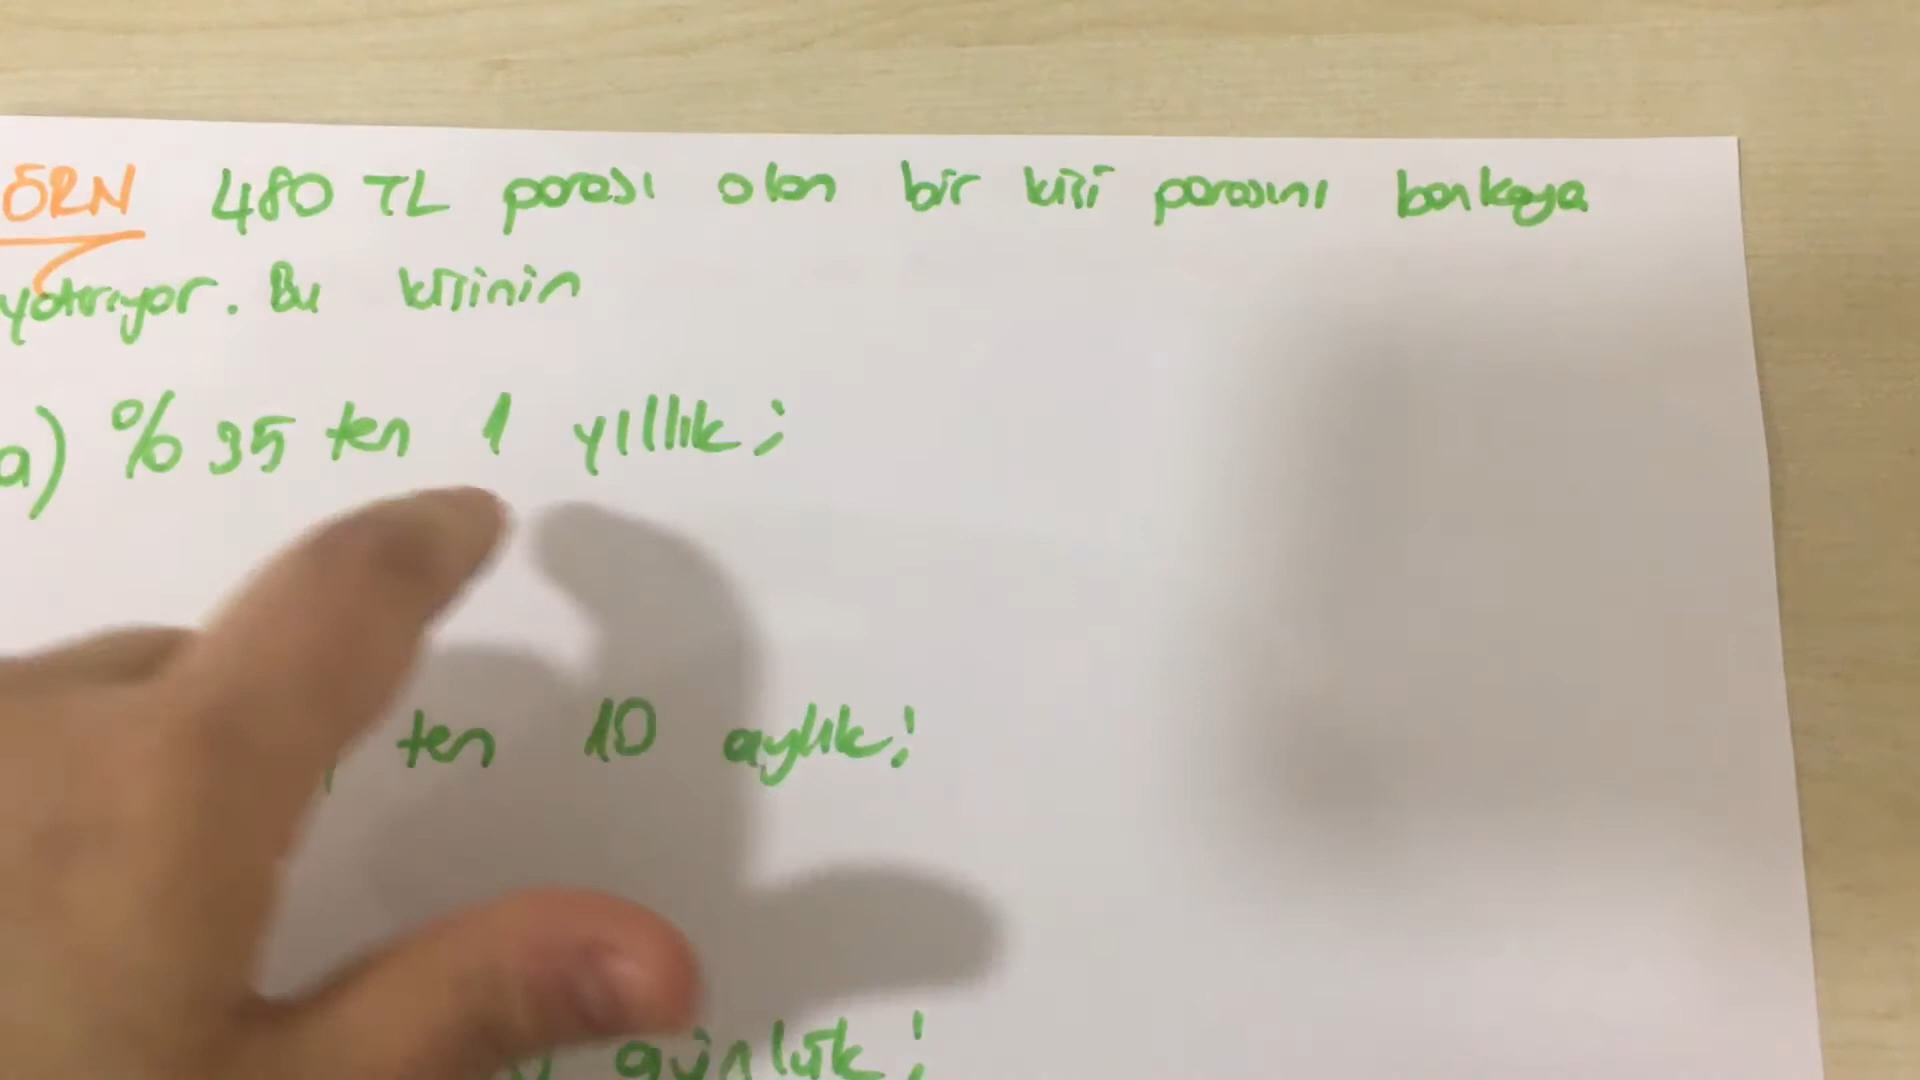 ÖRN 480 TL parası olan bir kişi parasını bankaya
yatırıyor. Bu kişinin
a) % 35 ten 1 yıllık;
ten 10 aylık;
günlük;